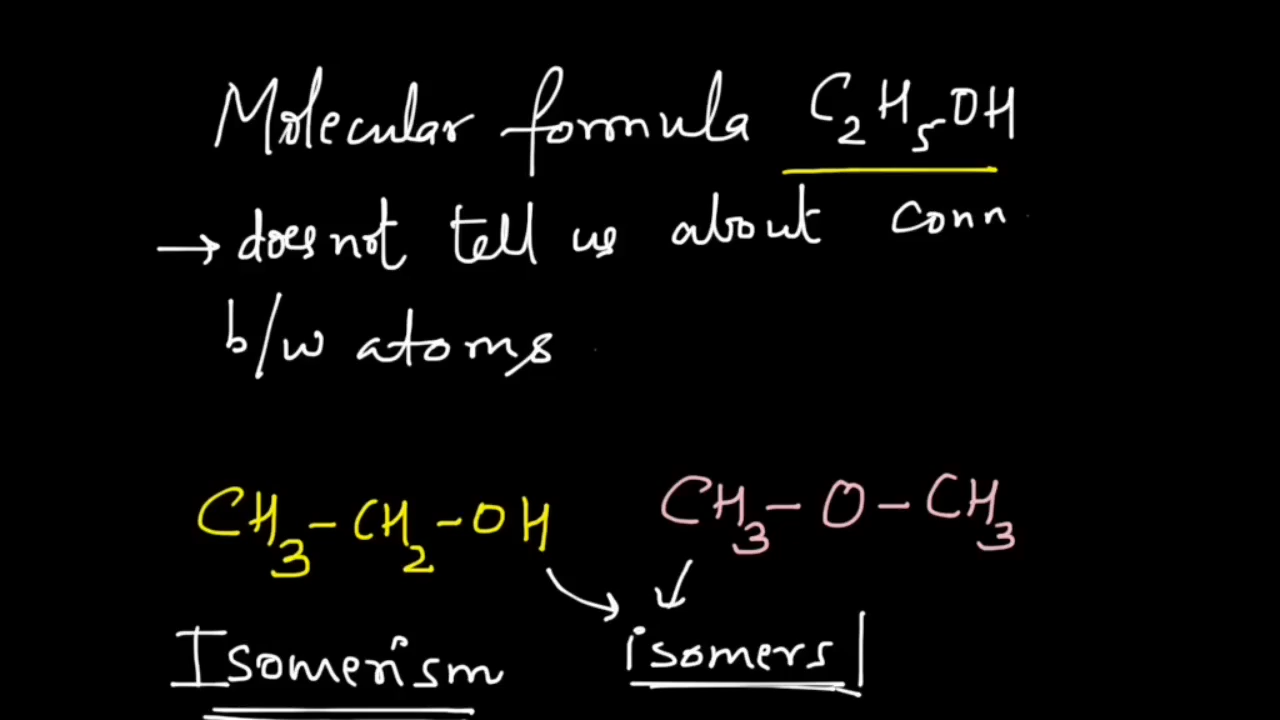 Molecular formula C₂H₅OH
→ does not tell us about conn
b/w atoms
CH₃-CH₂-OH CH₃-O-CH₃
Isomerism isomers